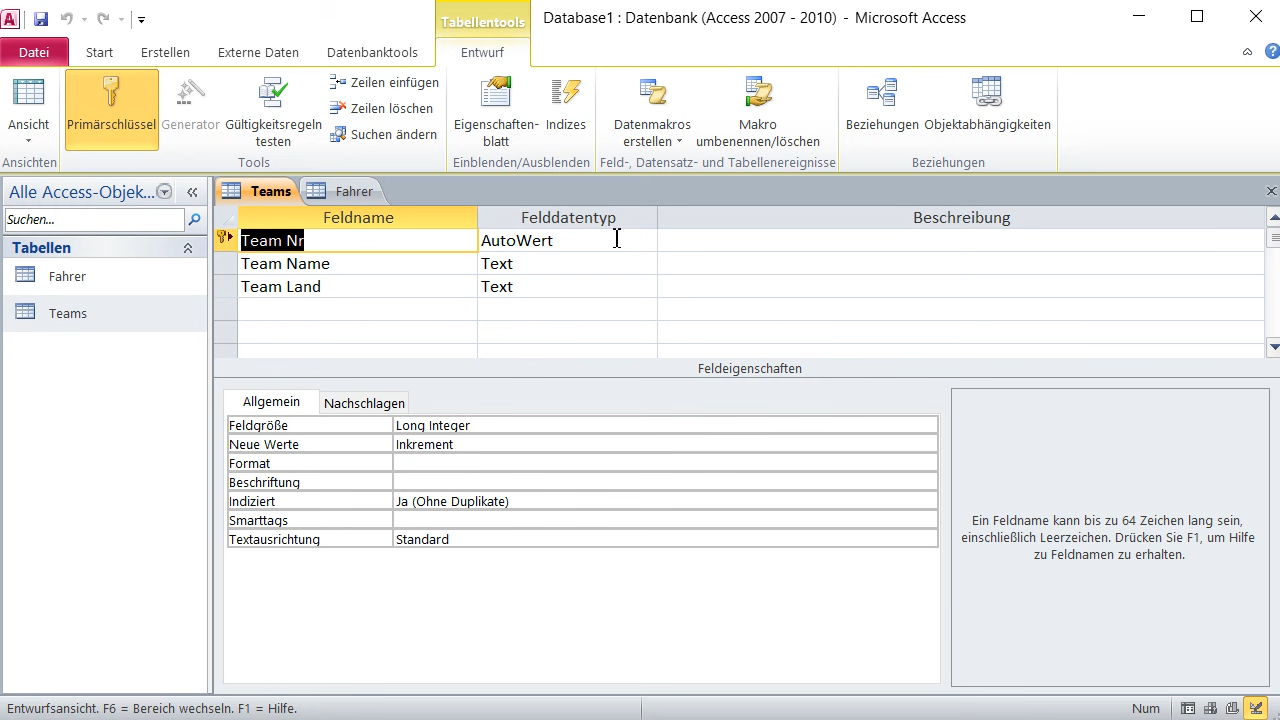 Tabellentools
Database1 : Datenbank (Access 2007 - 2010) - Microsoft Access
Datei
Start
Erstellen
Externe Daten
Datenbanktools
Entwurf
Ansicht
Primärschlüssel
Generator
Gültigkeitsregeln
testen
Zeilen einfügen
Zeilen löschen
Suchen ändern
Eigenschaften-
blatt
Indizes
Datenmakros
erstellen
Makro
umbenennen/löschen
Beziehungen
Objektabhängigkeiten
Ansichten
Tools
Einblenden/Ausblenden
Feld-, Datensatz- und Tabellenereignisse
Beziehungen
Alle Access-Objek...
Suchen...
Tabellen
Fahrer
Teams
Teams
Fahrer
Feldname
Felddatentyp
Beschreibung
Team Nr
AutoWert
Team Name
Text
Team Land
Text
Feldeigenschaften
Allgemein
Nachschlagen
Feldgröße
Long Integer
Neue Werte
Inkrement
Format
Beschriftung
Indiziert
Ja (Ohne Duplikate)
Smarttags
Textausrichtung
Standard
Ein Feldname kann bis zu 64 Zeichen lang sein,
einschließlich Leerzeichen. Drücken Sie F1, um Hilfe
zu Feldnamen zu erhalten.
Entwurfsansicht. F6 = Bereich wechseln. F1 = Hilfe.
Num